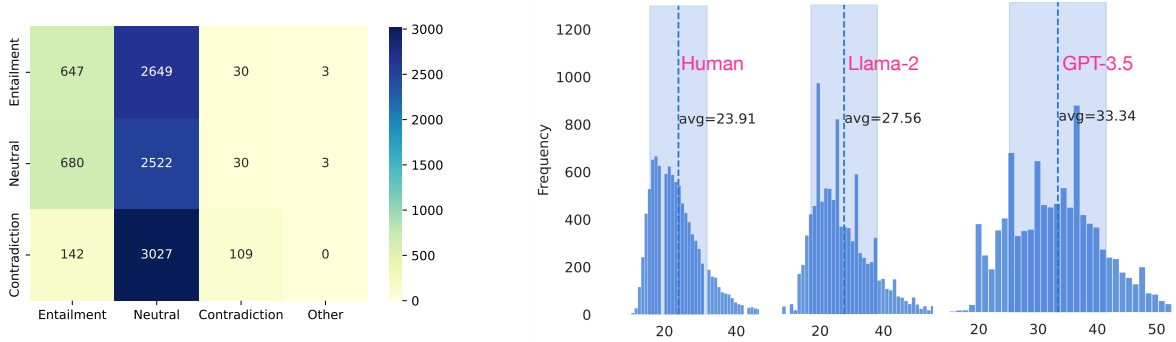 Entailment
Neutral
Contradiction
647 2649 30 3
680 2522 30 3
142 3027 109 0
Entailment Neutral Contradiction Other
3000
2500
2000
1500
1000
500
0
Frequency
1200
1000
800
600
400
200
0
Human
avg=23.91
20 40
Llama-2
avg=27.56
20 40
GPT-3.5
avg=33.34
20 30 40 50